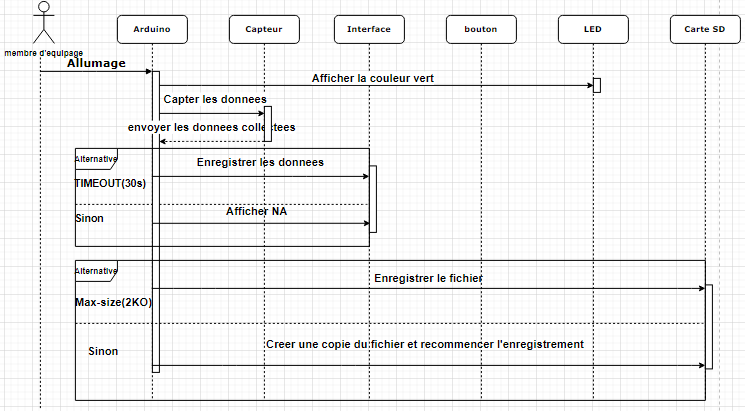 Arduino
Capteur
Interface
bouton
LED
Carte SD
membre d'equipage
Allumage
Afficher la couleur vert
Capter les donnees
envoyer les donnees collectees
Alternative
Enregistrer les donnees
TIMEOUT(30s)
Afficher NA
Sinon
Alternative
Enregistrer le fichier
Max-size(2KO)
Creer une copie du fichier et recommencer l'enregistrement
Sinon